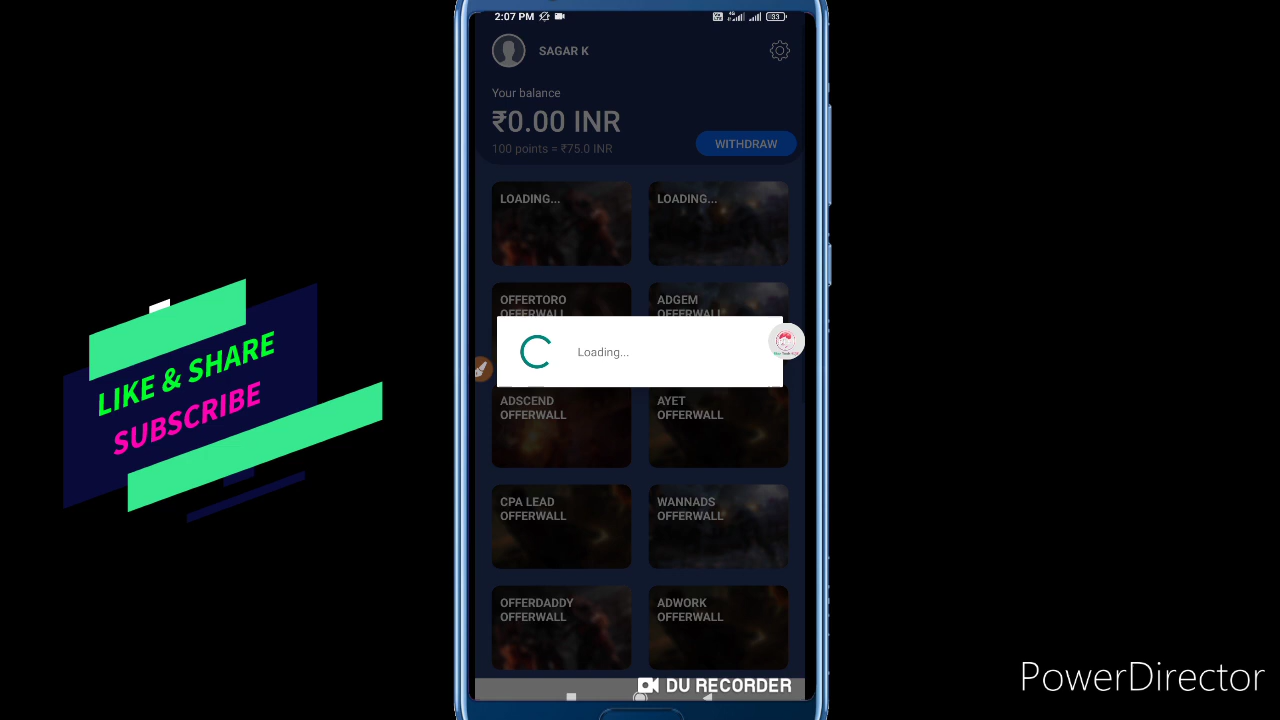 2:07 PM
33
SAGAR K
Your balance
₹0.00 INR
100 points = ₹75.0 INR
WITHDRAW
LOADING...
LOADING...
OFFERTORO
OFFERWALL
ADGEM
OFFERWALL
Loading...
ADSCEND
OFFERWALL
AYET
OFFERWALL
CPA LEAD
OFFERWALL
WANNADS
OFFERWALL
OFFERDADDY
OFFERWALL
ADWORK
OFFERWALL
DU RECORDER
LIKE & SHARE
SUBSCRIBE
PowerDirector